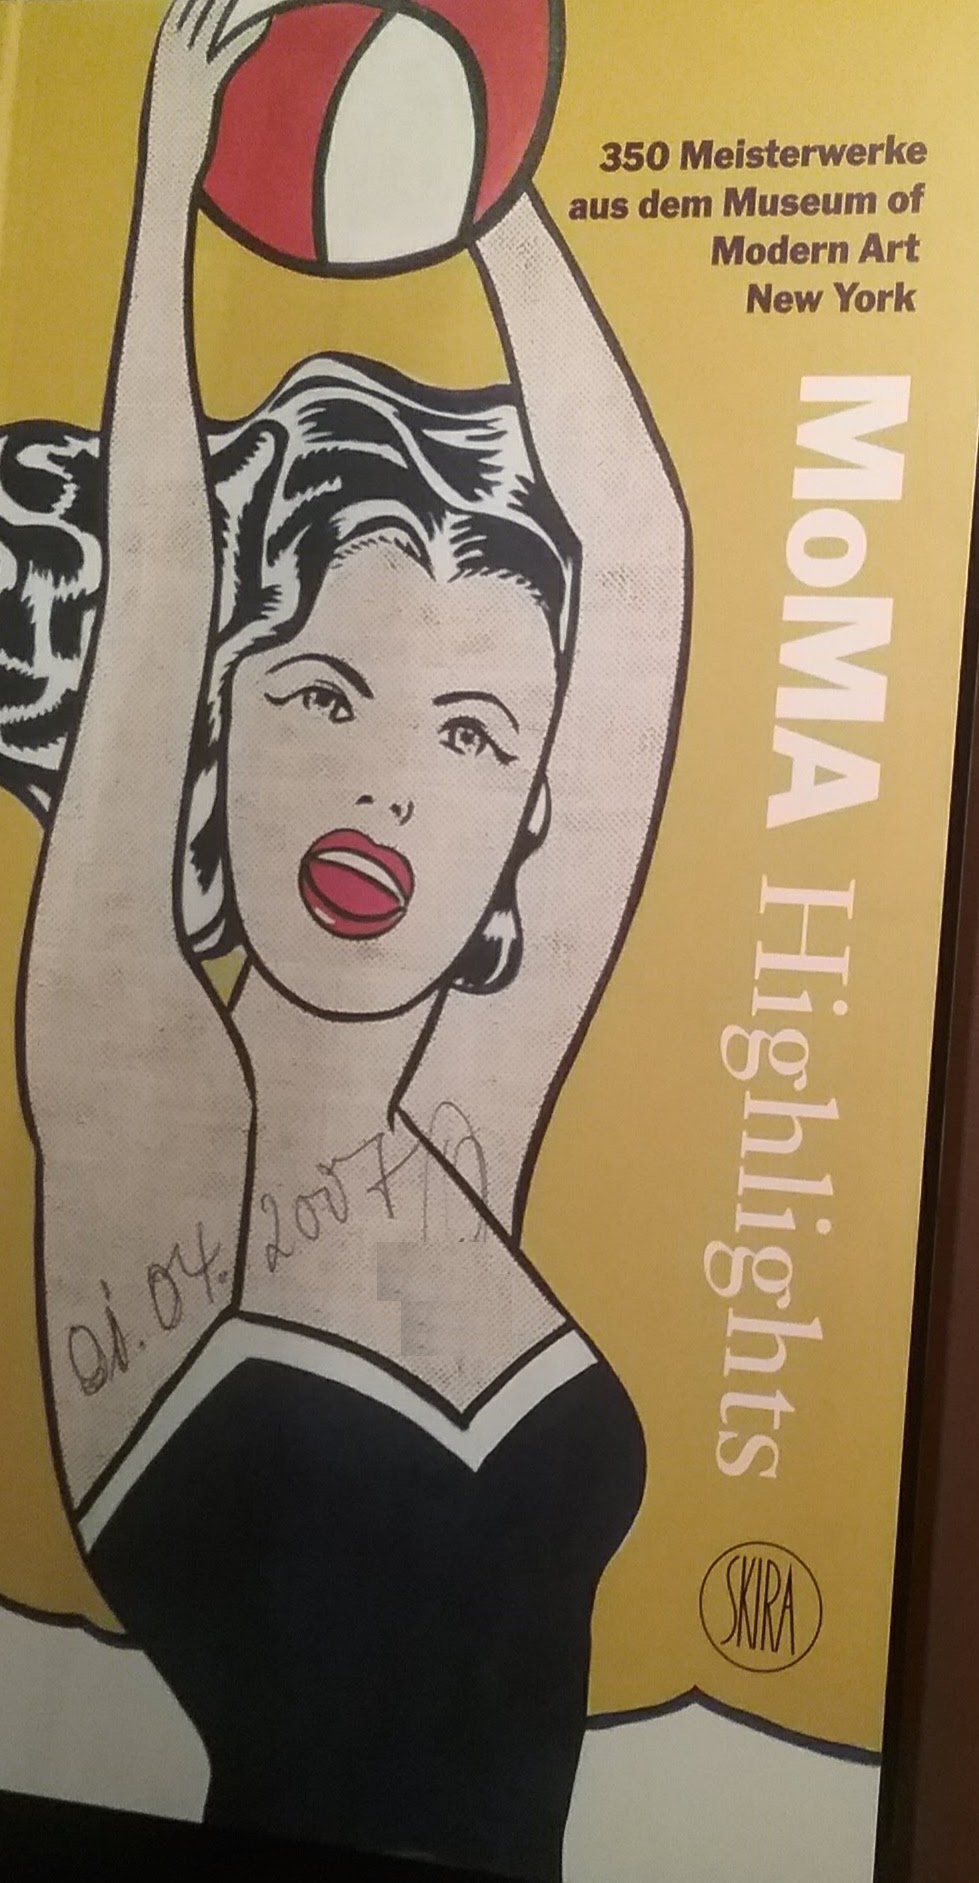 350 Meisterwerke
aus dem Museum of
Modern Art
New York
MoMA Highlights
01.04.2007
SKIRA